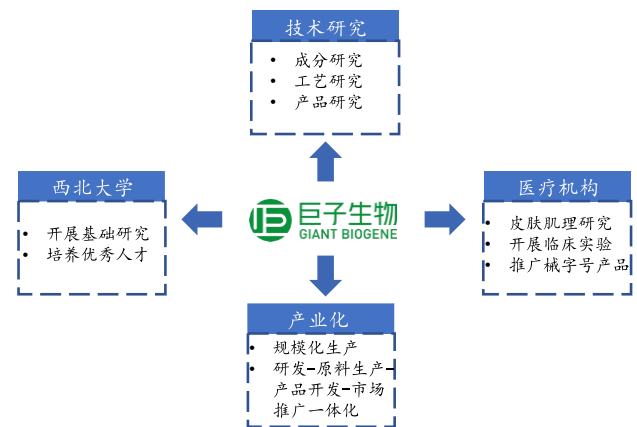 技术研究
• 成分研究
• 工艺研究
• 产品研究
西北大学
• 开展基础研究
• 培养优秀人才
巨子生物
GIANT BIOGENE
医疗机构
• 皮肤肌理研究
• 开展临床实验
• 推广械字号产品
产业化
• 规模化生产
• 研发-原料生产-
产品开发-市场
推广一体化